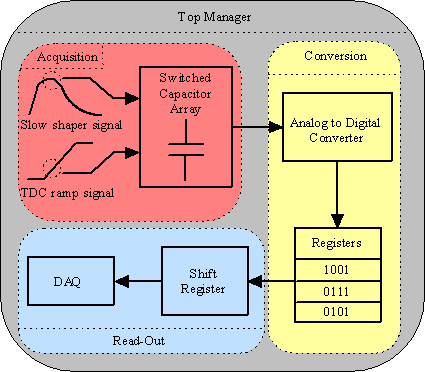 Top Manager
Acquisition
Conversion
Switched
Capacitor
Array
Slow shaper signal
TDC ramp signal
Analog to Digital
Converter
Registers
1001
0111
0101
Shift
Register
DAQ
Read-Out